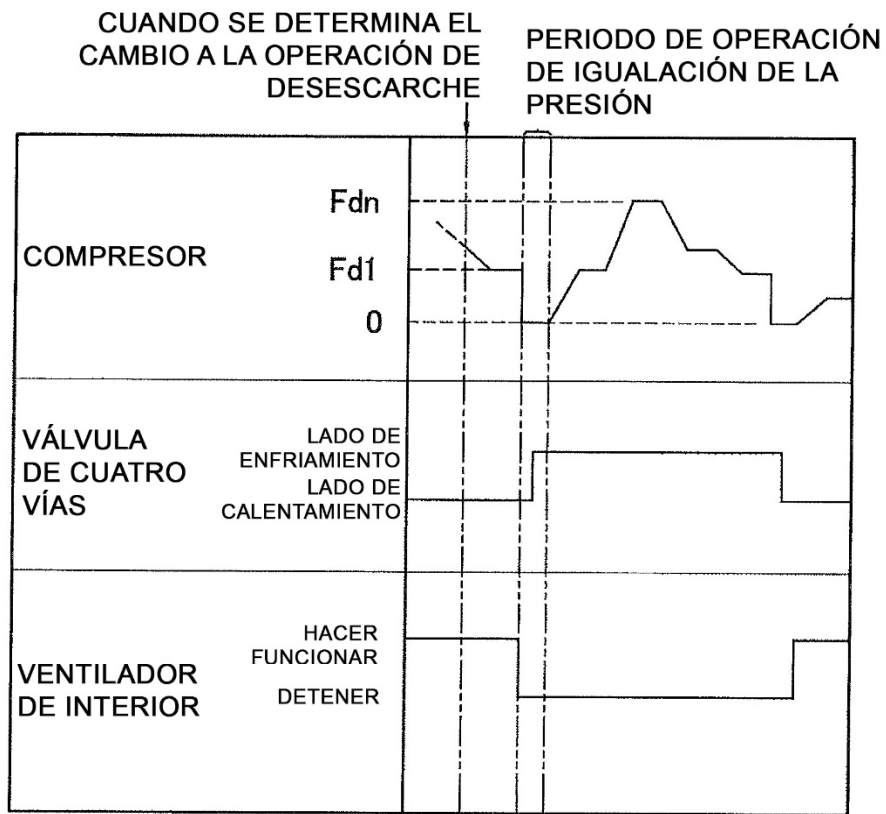 CUANDO SE DETERMINA EL
CAMBIO A LA OPERACIÓN DE
DESESCARCHE
PERIODO DE OPERACIÓN
DE IGUALACIÓN DE LA
PRESIÓN
COMPRESOR
Fdn
Fd1
0
VÁLVULA
DE CUATRO
VÍAS
LADO DE
ENFRIAMIENTO
LADO DE
CALENTAMIENTO
VENTILADOR
DE INTERIOR
HACER
FUNCIONAR
DETENER